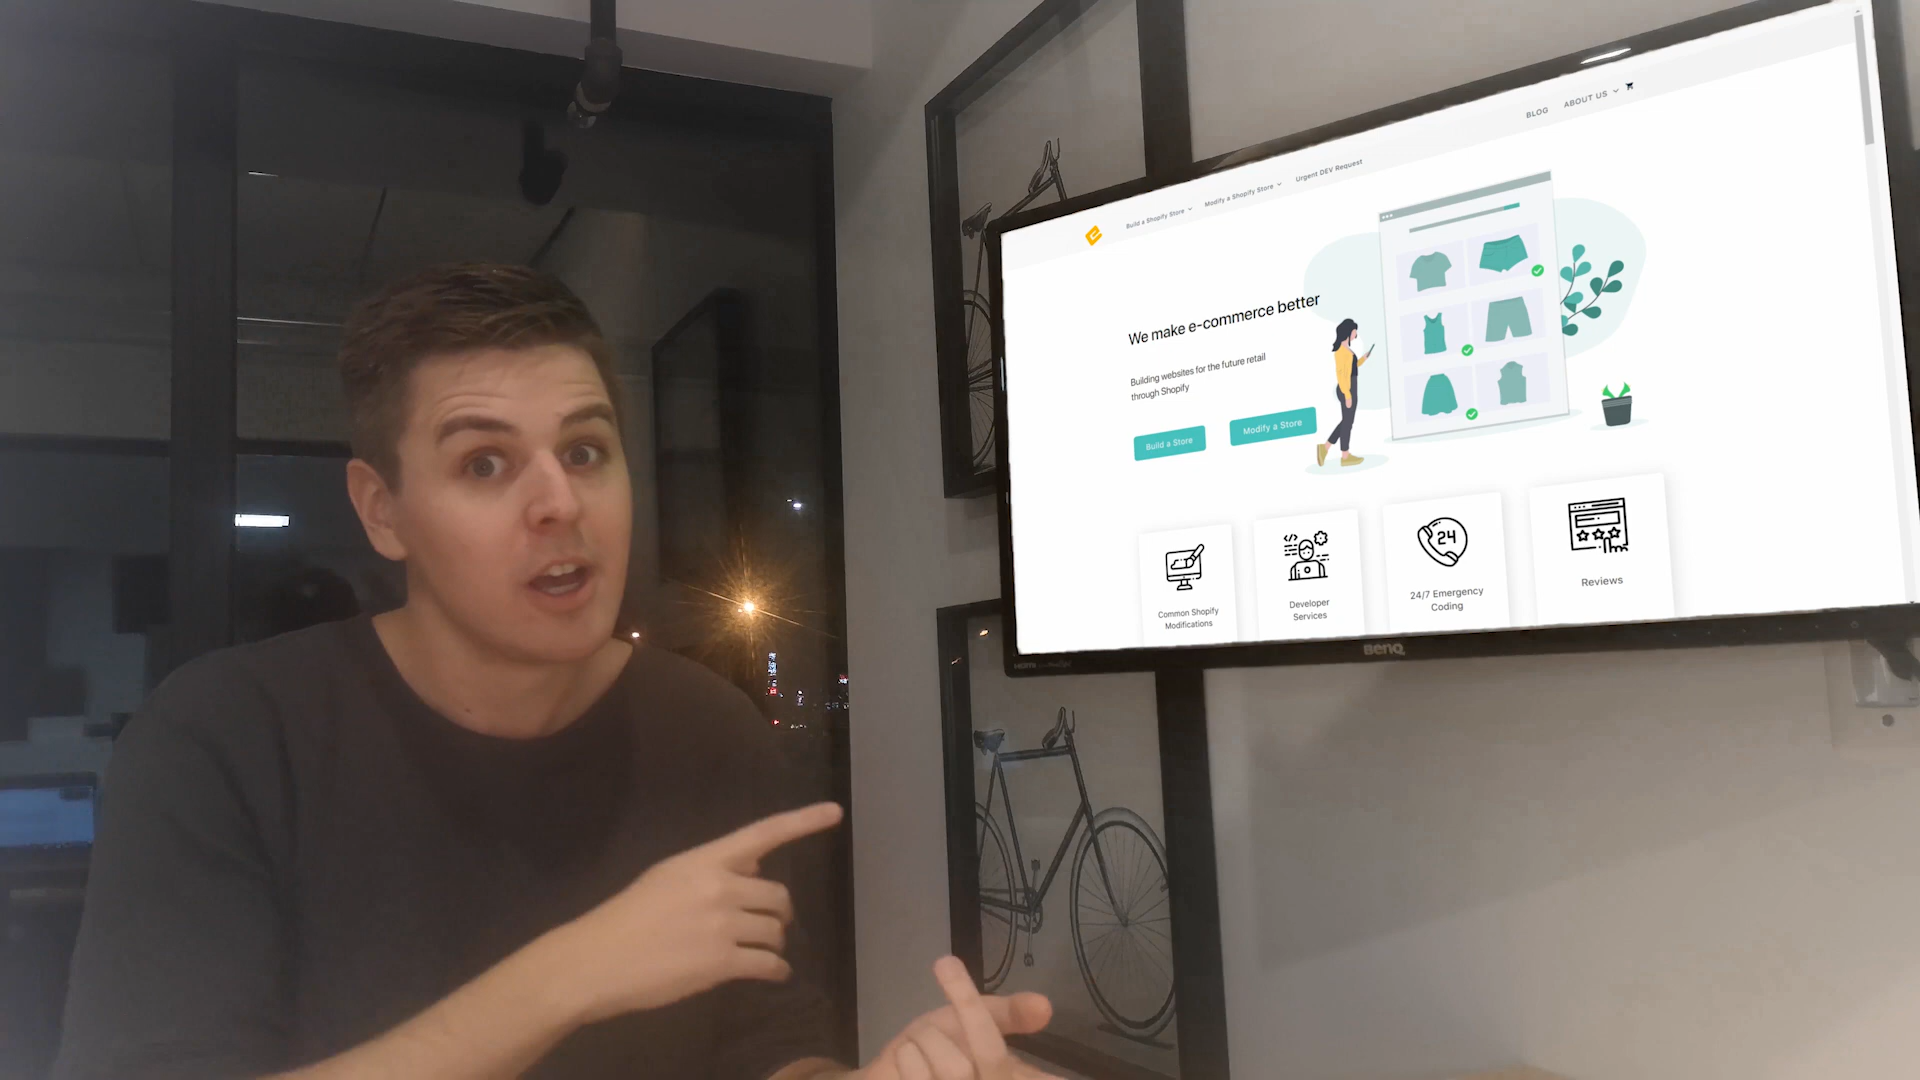 BLOG
ABOUT US
Build a Shopify Store
Modify a Shopify Store
Urgent DEV Request
We make e-commerce better
Building websites for the future retail
through Shopify
Build a Store
Modify a Store
Common Shopify
Modifications
Developer
Services
24
24/7 Emergency
Coding
Reviews
BenQ
HDMI